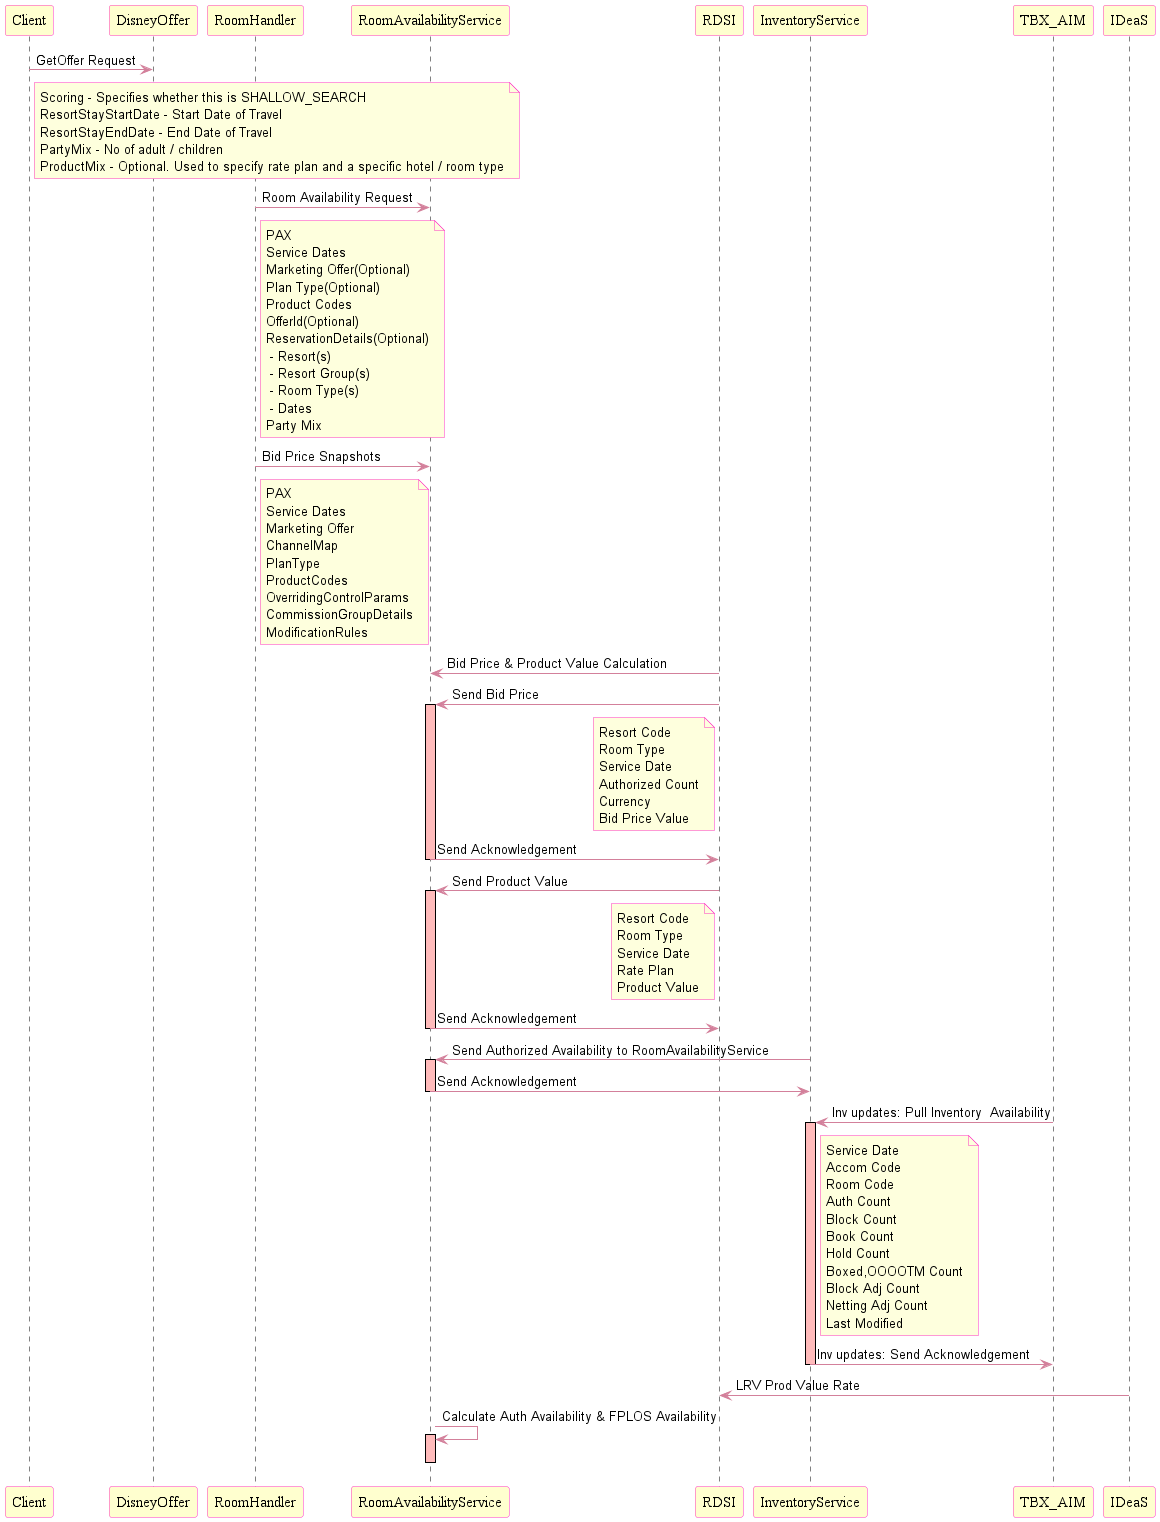 Client DisneyOffer RoomHandler RoomAvailabilityService RDSI InventoryService TBX_AIM IDeaS
GetOffer Request
Scoring - Specifies whether this is SHALLOW_SEARCH
ResortStayStartDate - Start Date of Travel
ResortStayEndDate - End Date of Travel
PartyMix - No of adult / children
ProductMix - Optional. Used to specify rate plan and a specific hotel / room type
Room Availability Request
PAX
Service Dates
Marketing Offer(Optional)
Plan Type(Optional)
Product Codes
OfferId(Optional)
ReservationDetails(Optional)
- Resort(s)
- Resort Group(s)
- Room Type(s)
- Dates
Party Mix
Bid Price Snapshots
PAX
Service Dates
Marketing Offer
ChannelMap
PlanType
ProductCodes
OverridingControlParams
CommissionGroupDetails
ModificationRules
Bid Price & Product Value Calculation
Send Bid Price
Resort Code
Room Type
Service Date
Authorized Count
Currency
Bid Price Value
Send Acknowledgement
Send Product Value
Resort Code
Room Type
Service Date
Rate Plan
Product Value
Send Acknowledgement
Send Authorized Availability to RoomAvailabilityService
Send Acknowledgement
Inv updates: Pull Inventory  Availability
Service Date
Accom Code
Room Code
Auth Count
Block Count
Book Count
Hold Count
Boxed,OOOOTM Count
Block Adj Count
Netting Adj Count
Last Modified
Inv updates: Send Acknowledgement
LRV Prod Value Rate
Calculate Auth Availability & FPLOS Availability
Client DisneyOffer RoomHandler RoomAvailabilityService RDSI InventoryService TBX_AIM IDeaS